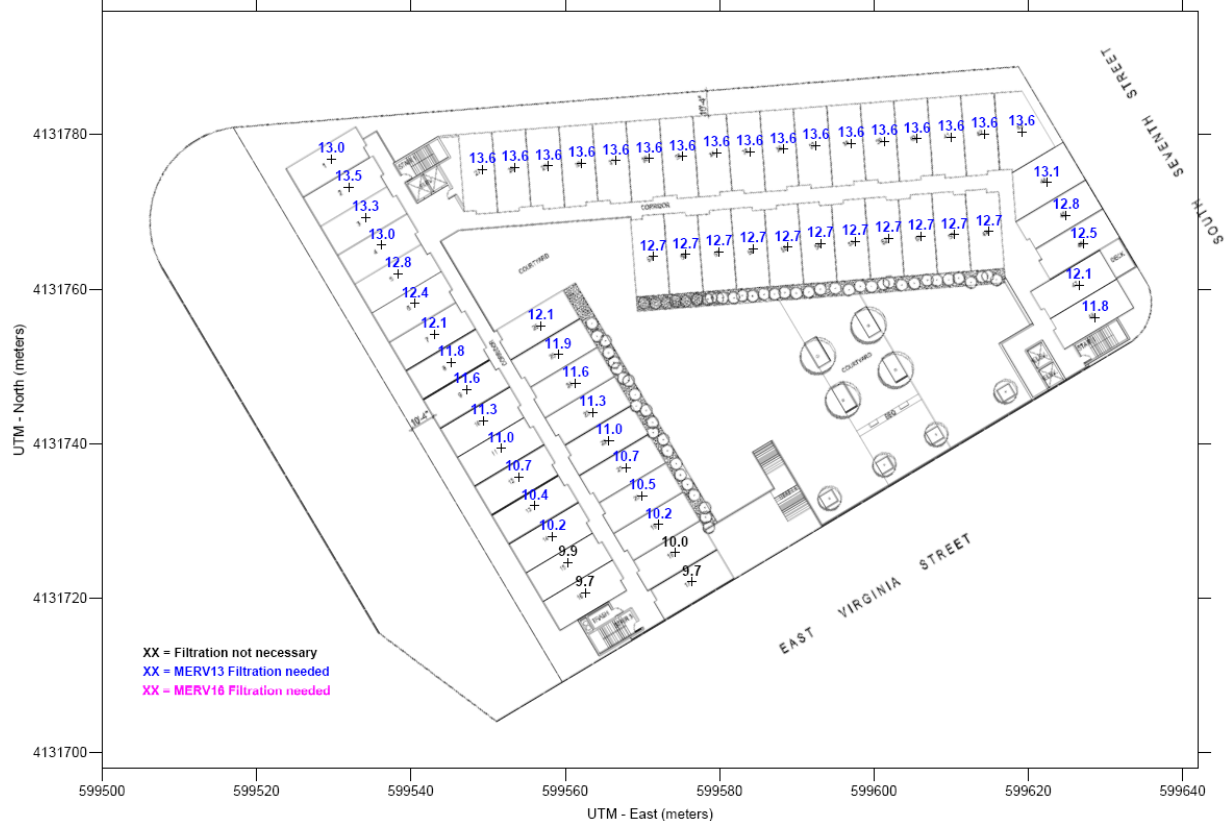 SOUTH SEVENTH STREET
4131780
13.0
13.5
13.3
13.0
12.8
12.4
12.1
11.8
11.6
11.3
11.0
10.7
10.4
10.2
9.9
9.7
13.6 13.6 13.6 13.6 13.6 13.6 13.6 13.6 13.6 13.6 13.6 13.6 13.6 13.6 13.6 13.6 13.6
CORRIDOR
12.7 12.7 12.7 12.7 12.7 12.7 12.7 12.7 12.7 12.7 12.7
13.1
12.8
12.5
12.1
11.8
DECK
COURTYARD
4131760
12.1
11.9
11.6
11.3
11.0
10.7
10.5
10.2
10.0
9.7
CORRIDOR
COURTYARD
10'-4"
UTM - North (meters)
4131740
EAST VIRGINIA STREET
4131720
XX = Filtration not necessary
XX = MERV13 Filtration needed
XX = MERV16 Filtration needed
4131700
599500 599520 599540 599560 599580 599600 599620 599640
UTM - East (meters)